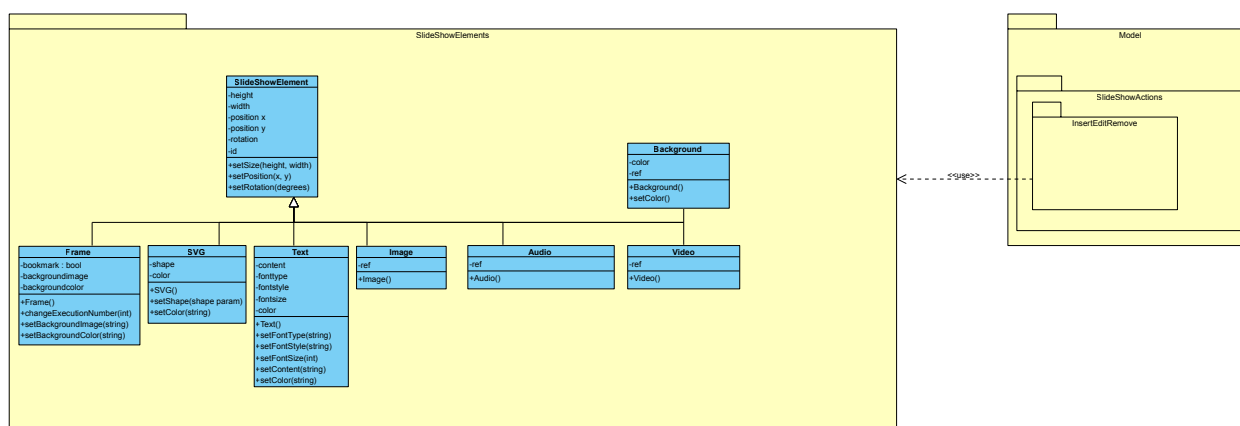 SlideShowElements
SlideShowElement
-height
-width
-position x
-position y
-rotation
-id
+setSize(height, width)
+setPosition(x, y)
+setRotation(degrees)
Background
-color
-ref
+Background()
+setColor()
Frame
-bookmark : bool
-backgroundimage
-backgroundcolor
+Frame()
+changeExecutionNumber(int)
+setBackgroundImage(string)
+setBackgroundColor(string)
SVG
-shape
-color
+SVG()
+setShape(shape param)
+setColor(string)
Text
-content
-fonttype
-fontstyle
-fontsize
-color
+Text()
+setFontType(string)
+setFontStyle(string)
+setFontSize(int)
+setContent(string)
+setColor(string)
Image
-ref
+Image()
Audio
-ref
+Audio()
Video
-ref
+Video()
<<use>>
Model
SlideShowActions
InsertEditRemove